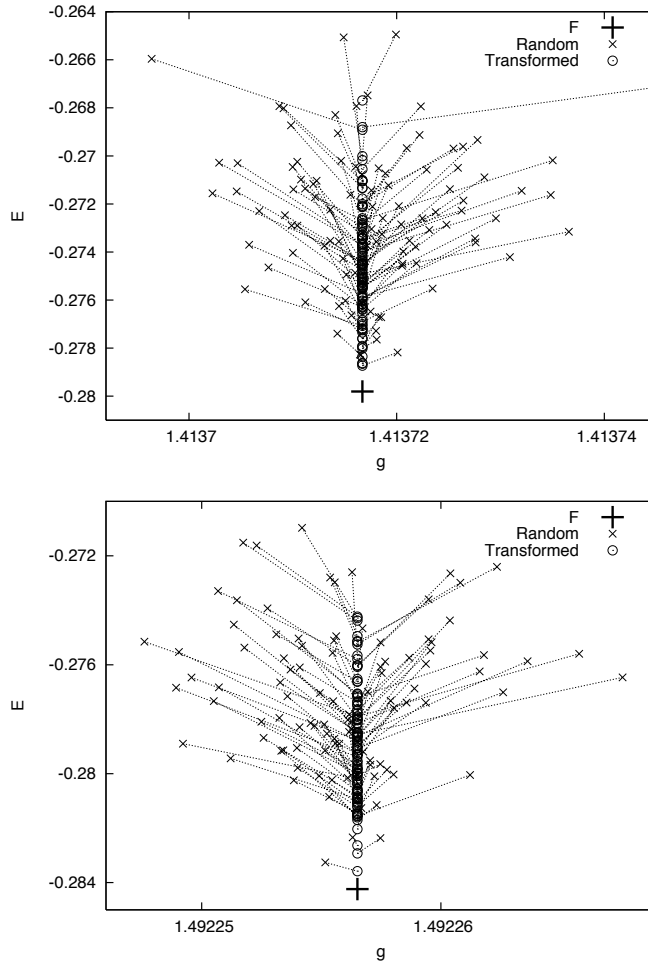 -0.264
-0.266
-0.268
-0.27
-0.272
-0.274
-0.276
-0.278
-0.28
E
F
Random
Transformed
1.4137
1.41372
1.41374
g
-0.272
-0.276
-0.28
-0.284
E
F
Random
Transformed
1.49225
1.49226
g